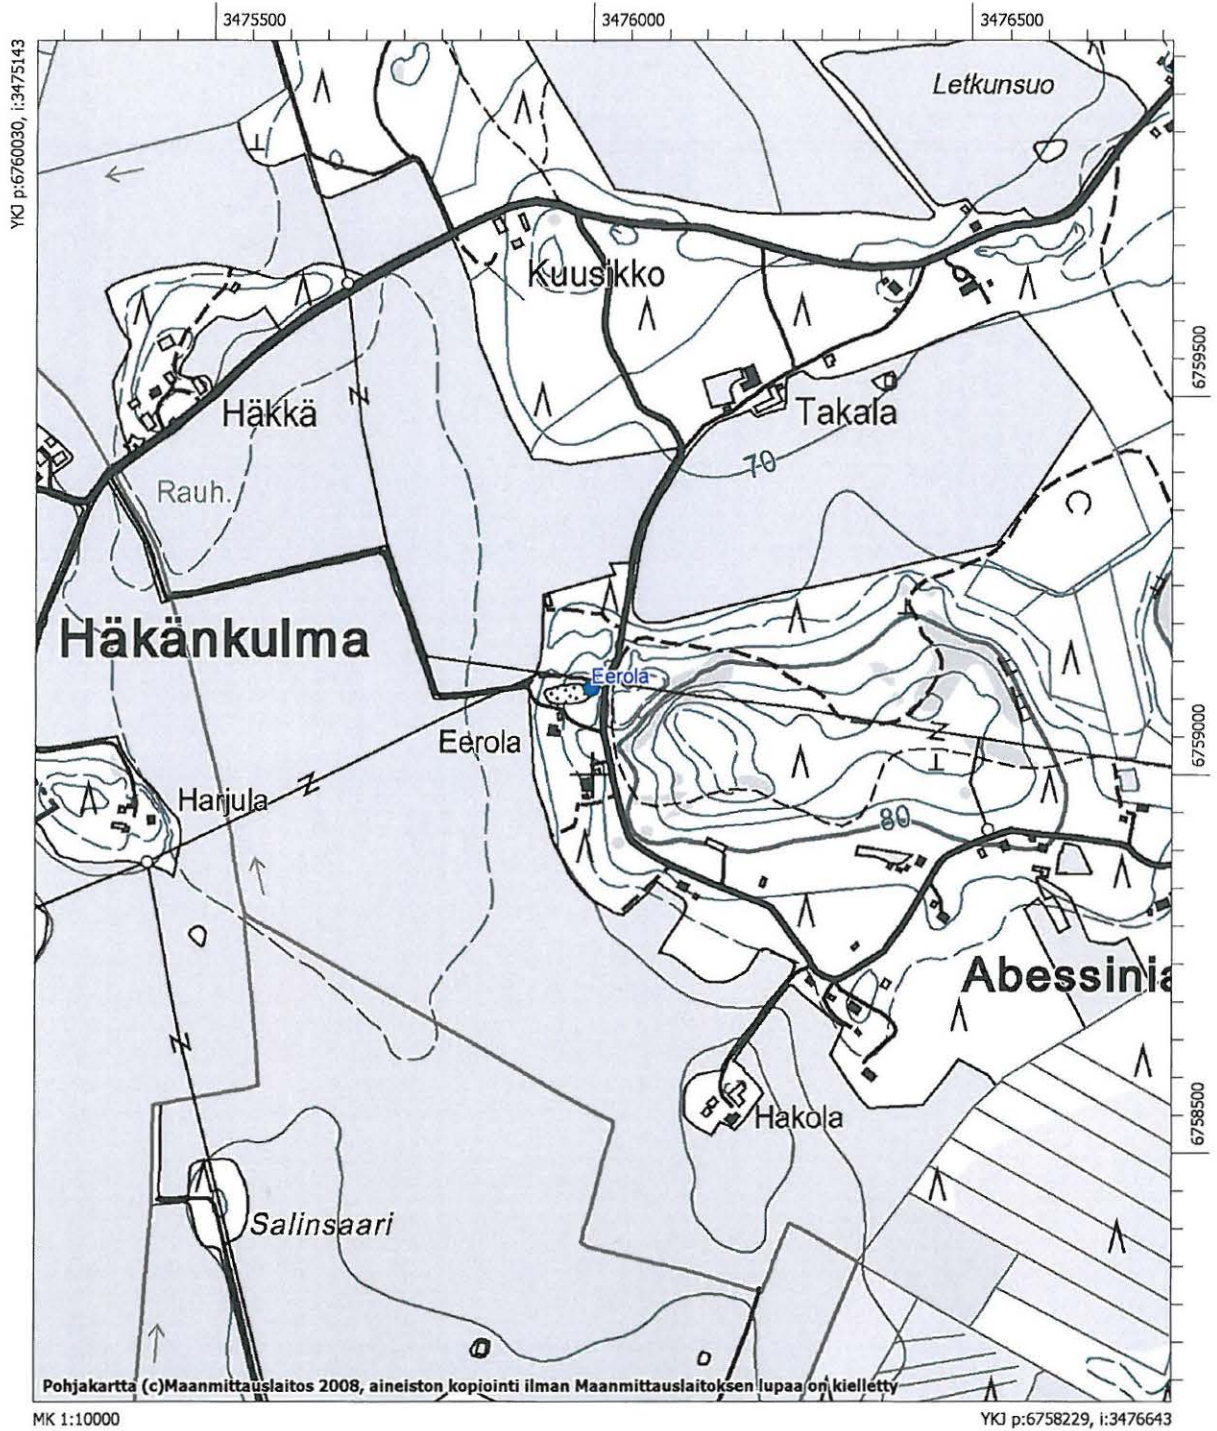 3475500
3476000
3476500
YKJ p:6760030, i:3475143
Letkunsuo
Kuusikko
6759500
Häkkä
Takala
70
Rauh.
Häkänkulma
Eerola
Eerola
6759000
Harjula
80
Abessinia
Hakola
6758500
Salinsaari
Pohjakartta (c)Maanmittauslaitos 2008, aineiston kopiointi ilman Maanmittauslaitoksen lupaa on kielletty
MK 1:10000
YKJ p:6758229, i:3476643